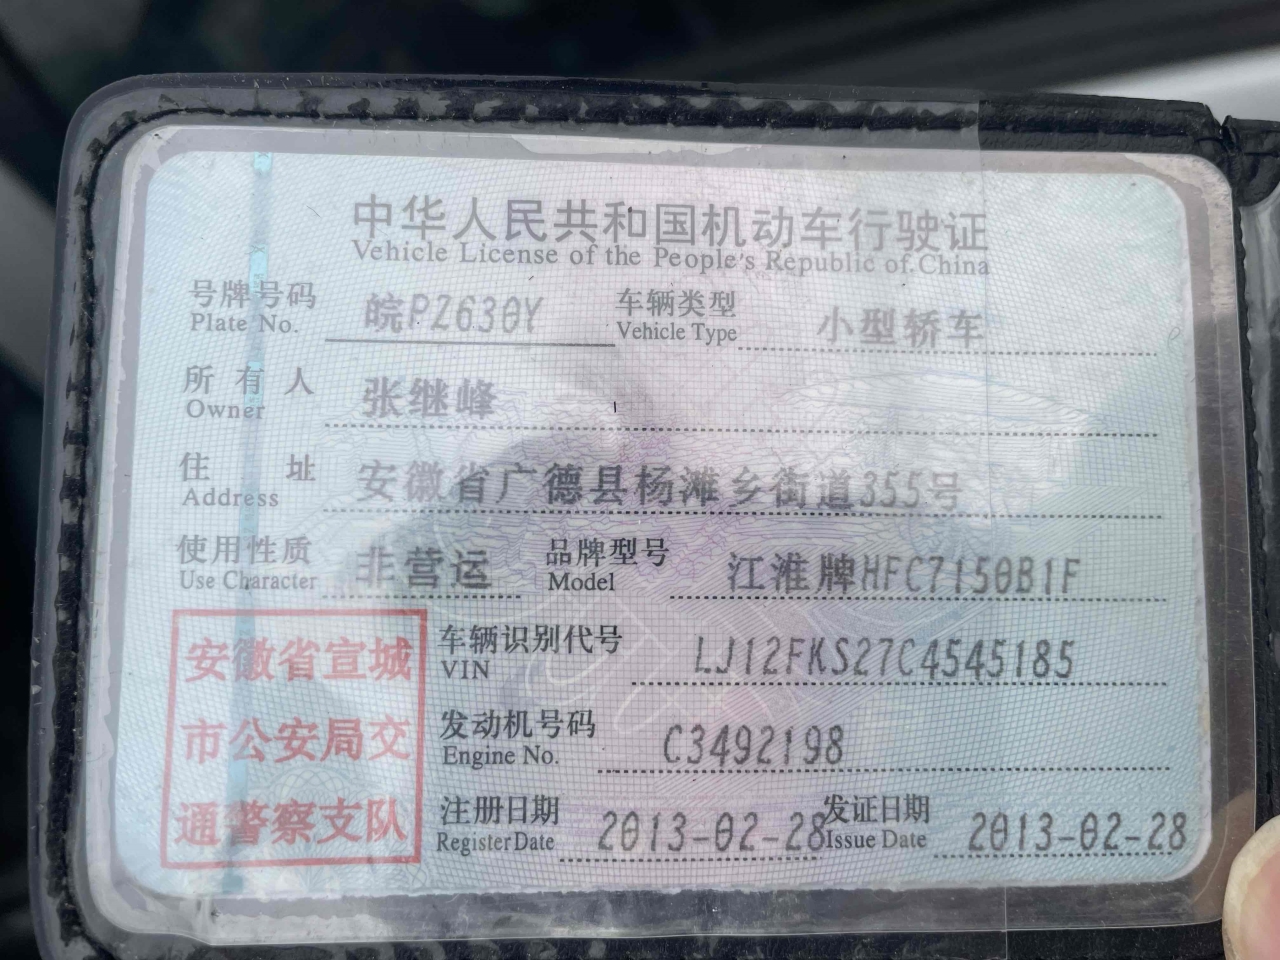 中华人民共和国机动车行驶证
Vehicle License of the People's Republic of China
号牌号码 皖PZ630Y 车辆类型 小型轿车
Plate No. Vehicle Type
所有人 张继峰
Owner
住址 安徽省广德县杨滩乡街道355号
Address
使用性质 非营运 品牌型号 江淮牌HFC7150B1F
Use Character Model
安徽省宣城
市公安局交
通警察支队
车辆识别代号 LJ12FKS27C4545185
VIN
发动机号码 C3492198
Engine No.
注册日期 2013-02-28 发证日期 2013-02-28
Register Date Issue Date